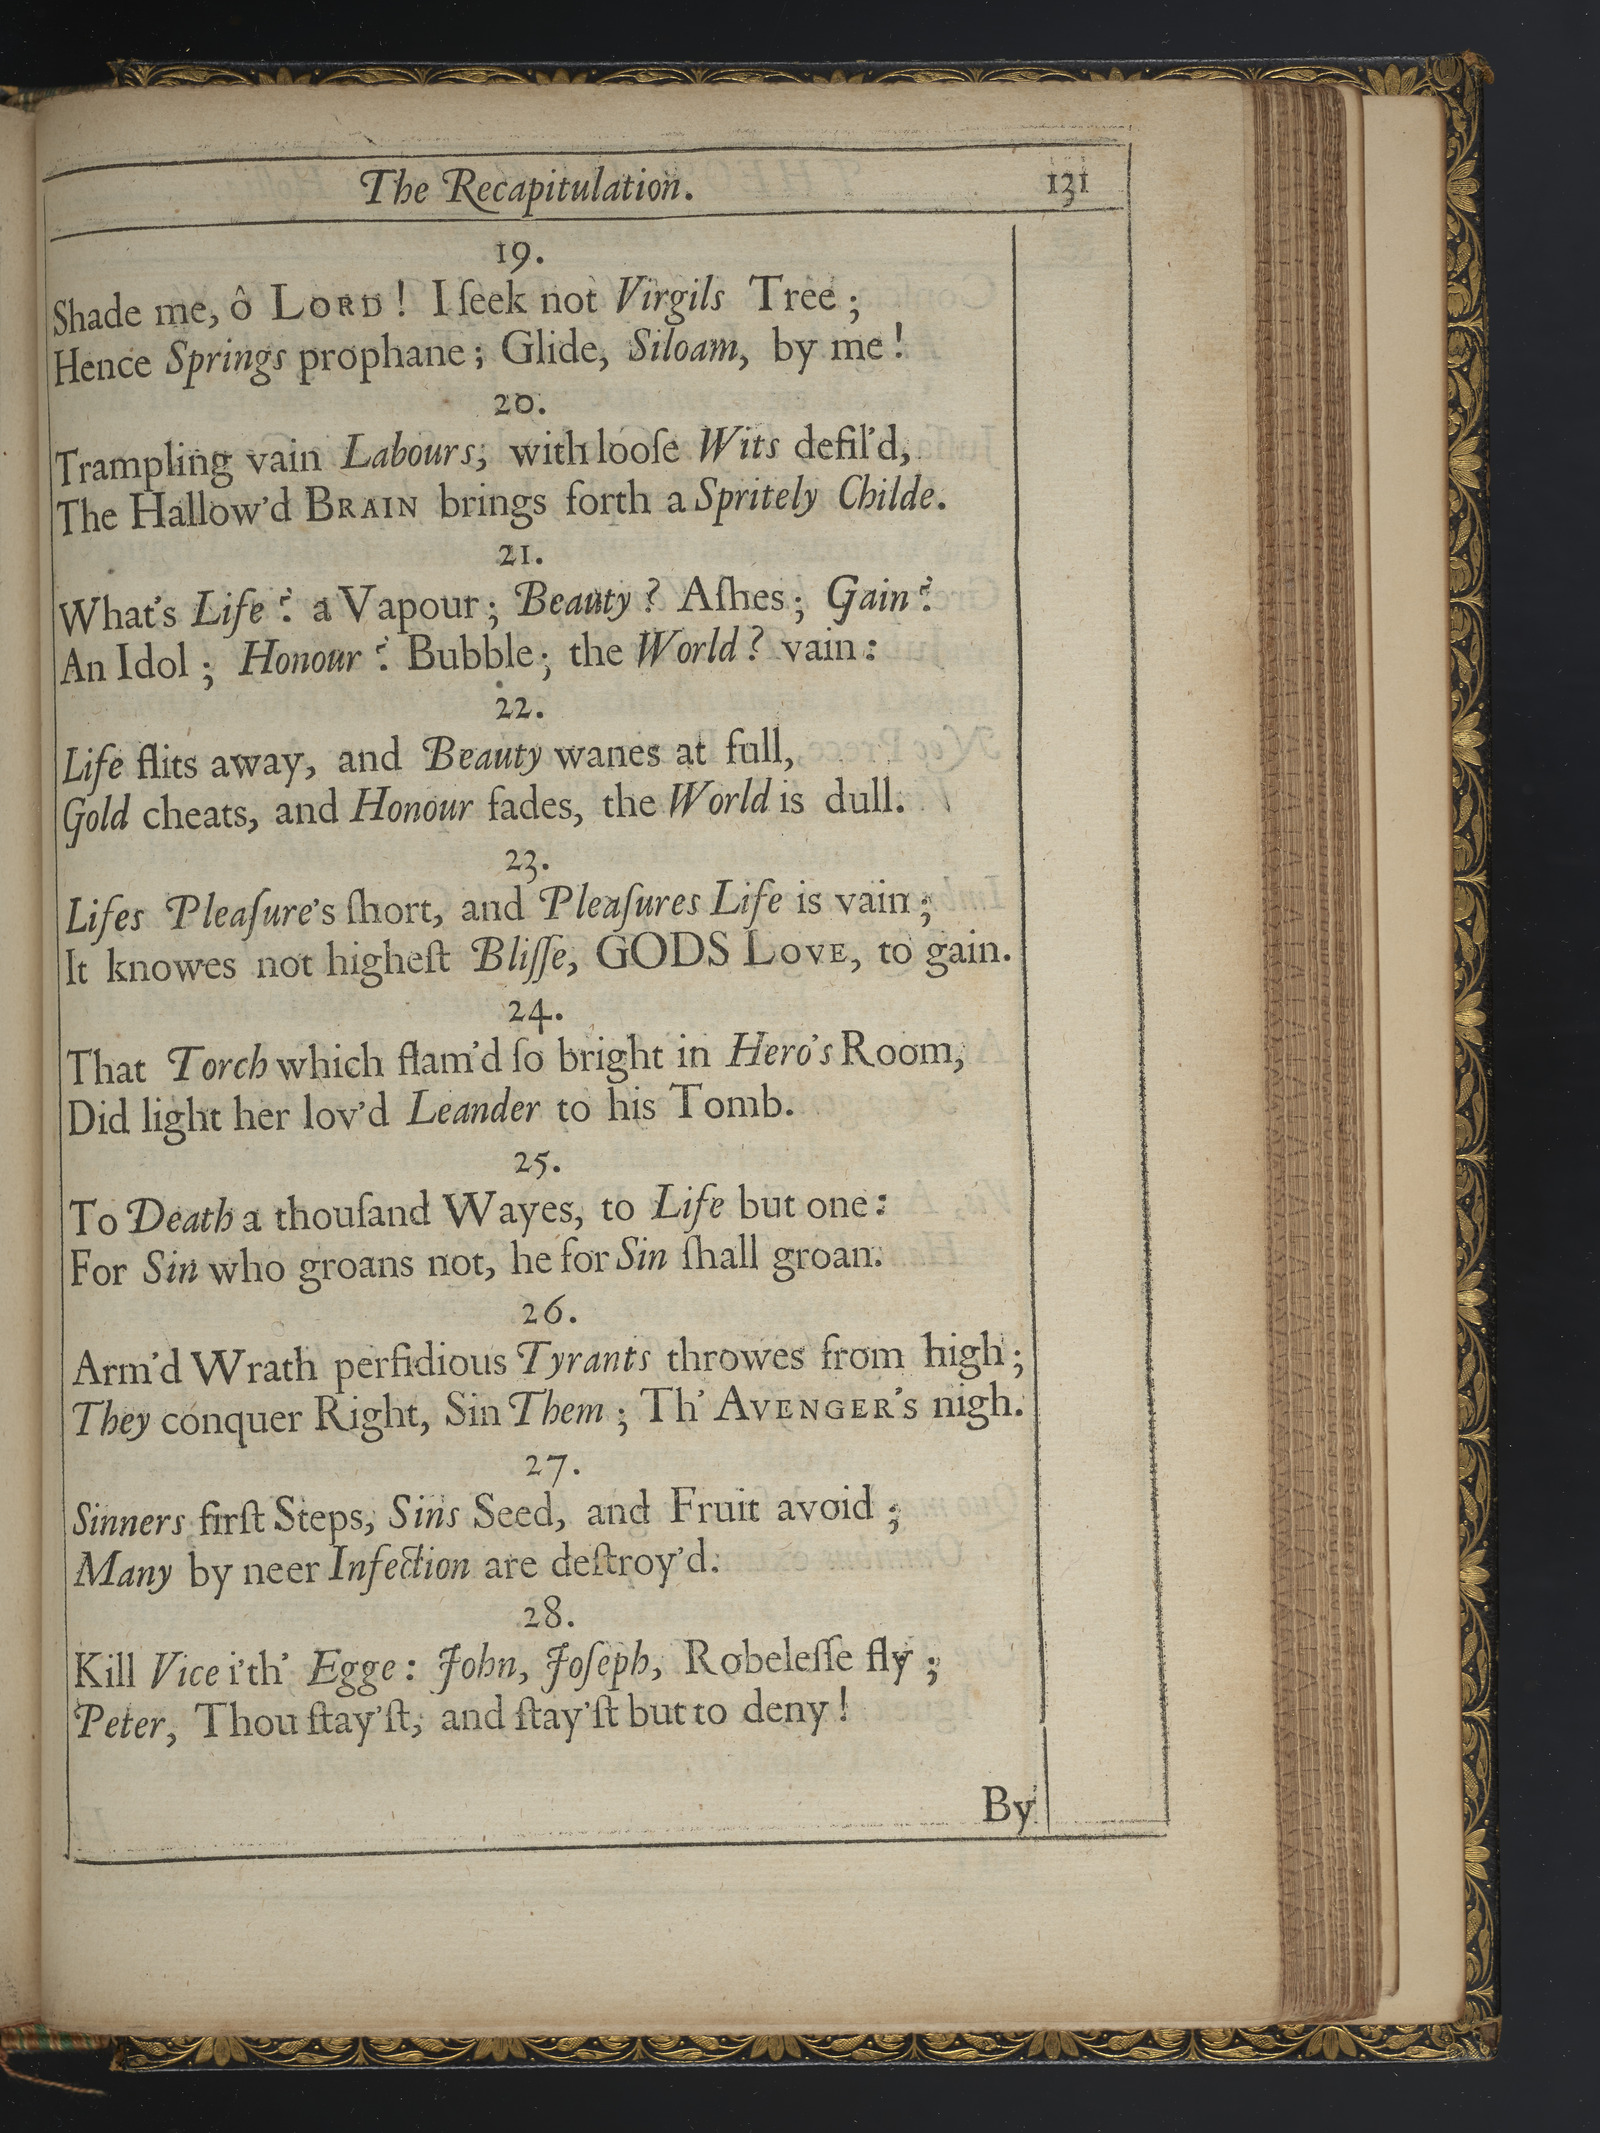 The Recapitulation. 131
19.
Shade me, ô LORD! I ſeek not Virgils Tree;
Hence Springs prophane; Glide, Siloam, by me!
20.
Trampling vain Labours, with looſe Wits defil'd,
The Hallow'd BRAIN brings forth a Spritely Childe.
21.
What's Life? a Vapour; Beauty? Aſhes; Gain?
An Idol; Honour? Bubble; the World? vain:
22.
Life flits away, and Beauty wanes at full,
Gold cheats, and Honour fades, the World is dull.
23.
Lifes Pleaſure's ſhort, and Pleaſures Life is vain;
It knowes not higheſt Bliſſe, GODS LOVE, to gain.
24.
That Torch which flam'd ſo bright in Hero's Room,
Did light her lov'd Leander to his Tomb.
25.
To Death a thouſand Wayes, to Life but one:
For Sin who groans not, he for Sin ſhall groan.
26.
Arm'd Wrath perfidious Tyrants throwes from high;
They conquer Right, Sin Them; Th' AVENGER'S nigh.
27.
Sinners firſt Steps, Sins Seed, and Fruit avoid;
Many by neer Infection are deſtroy'd.
28.
Kill Vice i'th' Egge: John, Joſeph, Robeleſſe fly;
Peter, Thou ſtay'ſt, and ſtay'ſt but to deny!
By